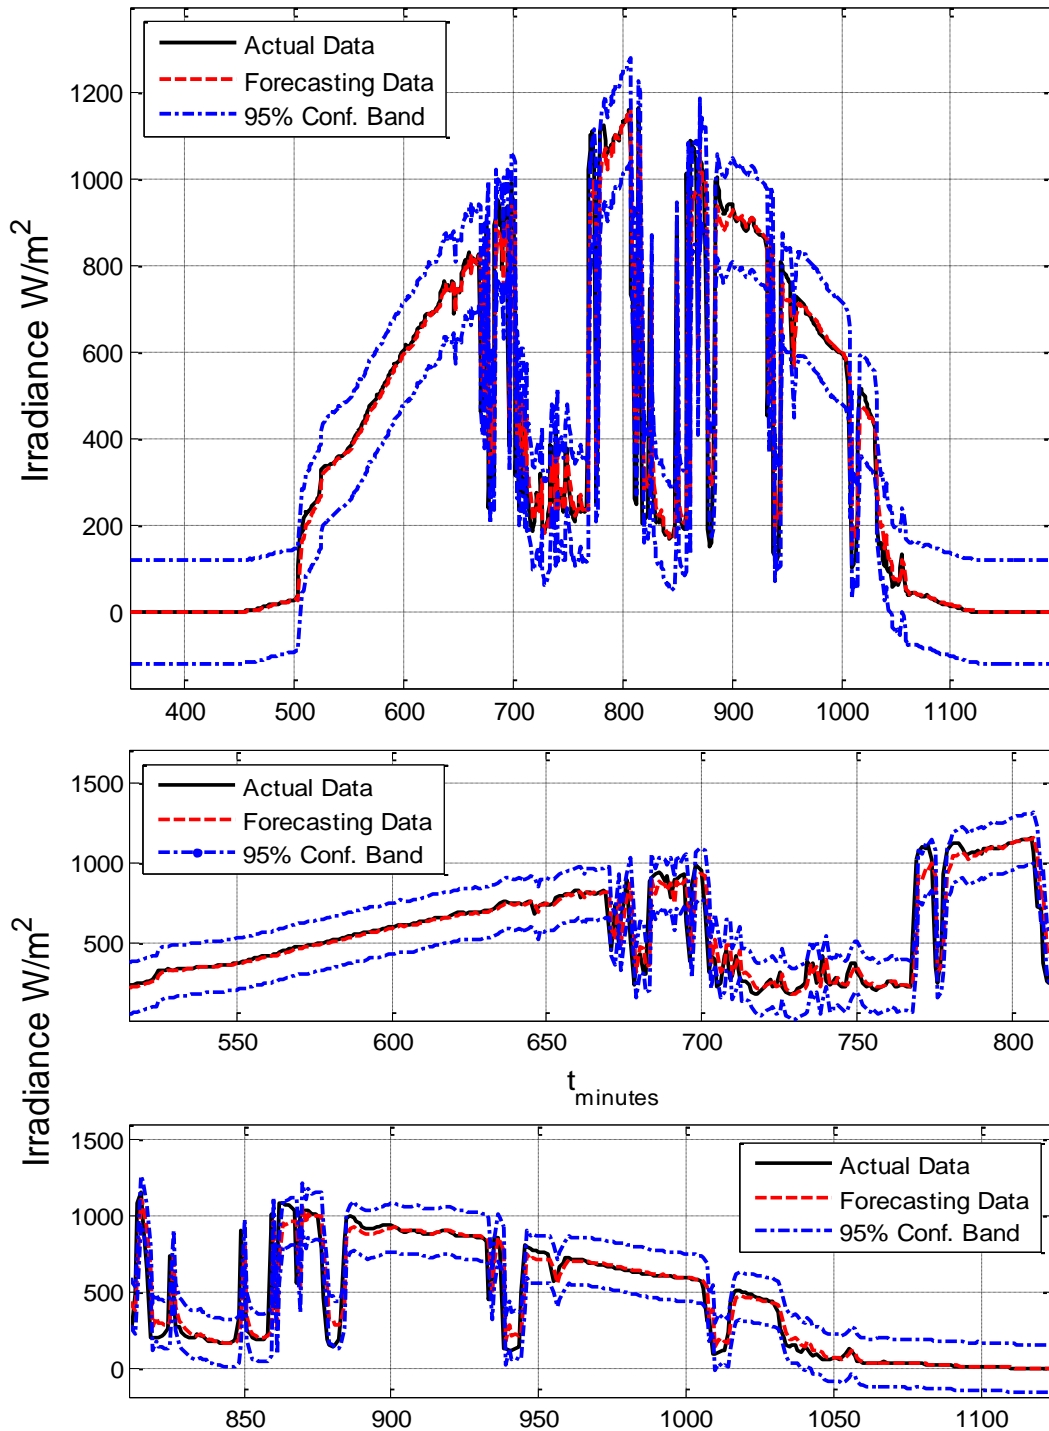 Actual Data
Forecasting Data
95% Conf. Band
1200
1000
800
600
400
200
0
Irradiance W/m²
400 500 600 700 800 900 1000 1100
Actual Data
Forecasting Data
95% Conf. Band
1500
1000
500
550 600 650 700 750 800
t_minutes
Irradiance W/m²
Actual Data
Forecasting Data
95% Conf. Band
1500
1000
500
0
850 900 950 1000 1050 1100